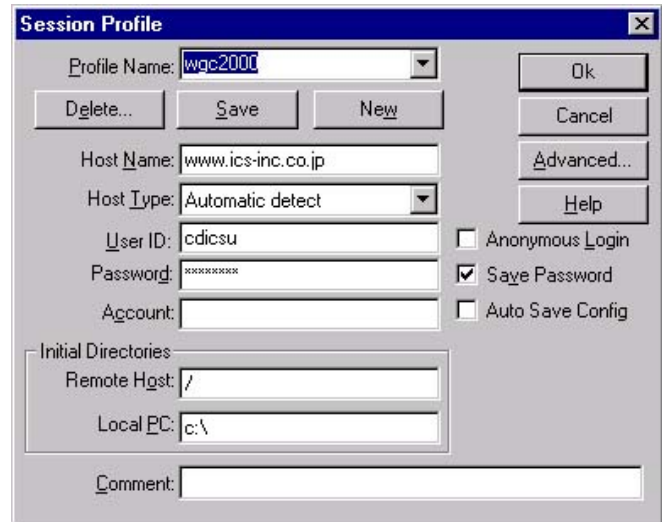 Session Profile
Profile Name: wgc2000
Ok
Delete... Save New
Cancel
Host Name: www.ics-inc.co.jp
Advanced...
Host Type: Automatic detect
Help
User ID: cdicsu
Anonymous Login
Password: ********
Save Password
Account:
Auto Save Config
Initial Directories
Remote Host: /
Local PC: c:\
Comment: